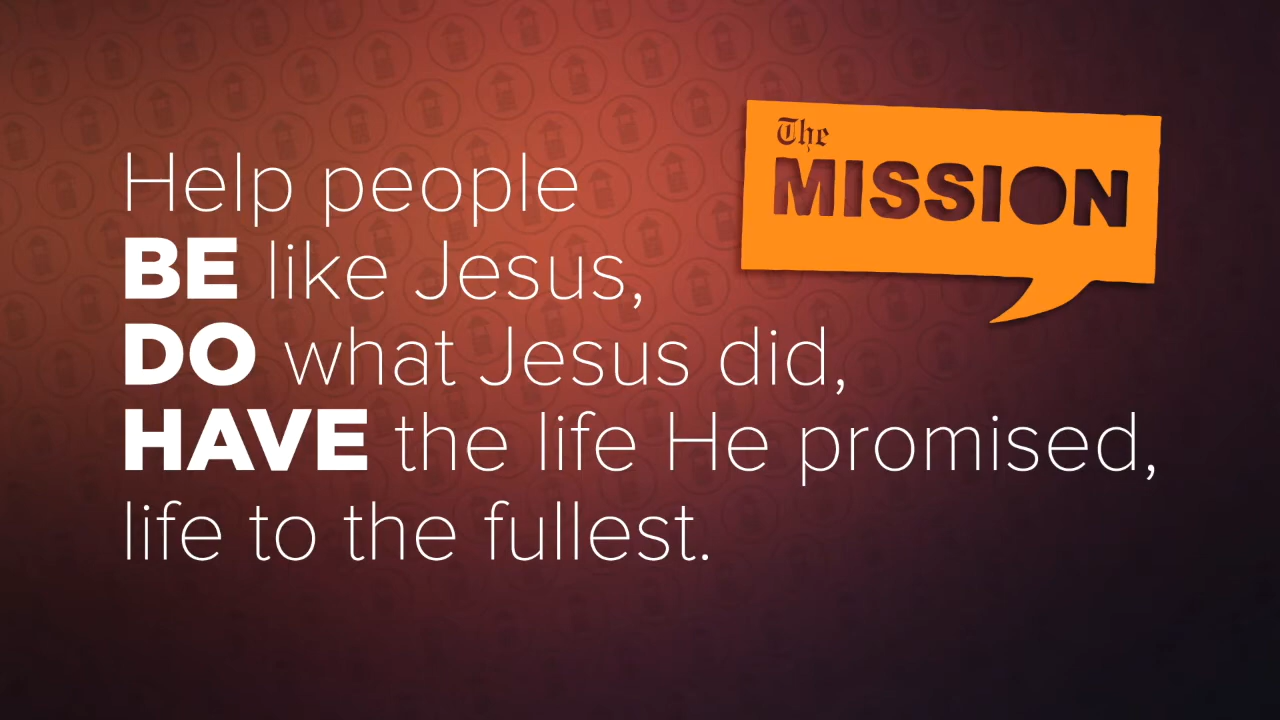 The
MISSION
Help people
BE like Jesus,
DO what Jesus did,
HAVE the life He promised,
life to the fullest.